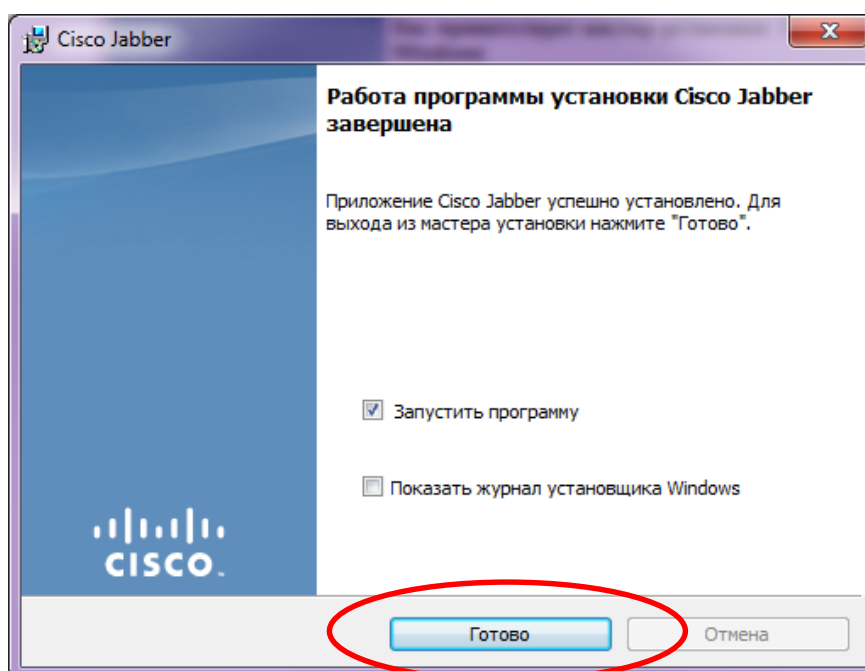 Cisco Jabber
Работа программы установки Cisco Jabber
завершена
Приложение Cisco Jabber успешно установлено. Для
выхода из мастера установки нажмите "Готово".
Запустить программу
Показать журнал установщика Windows
CISCO.
Готово
Отмена